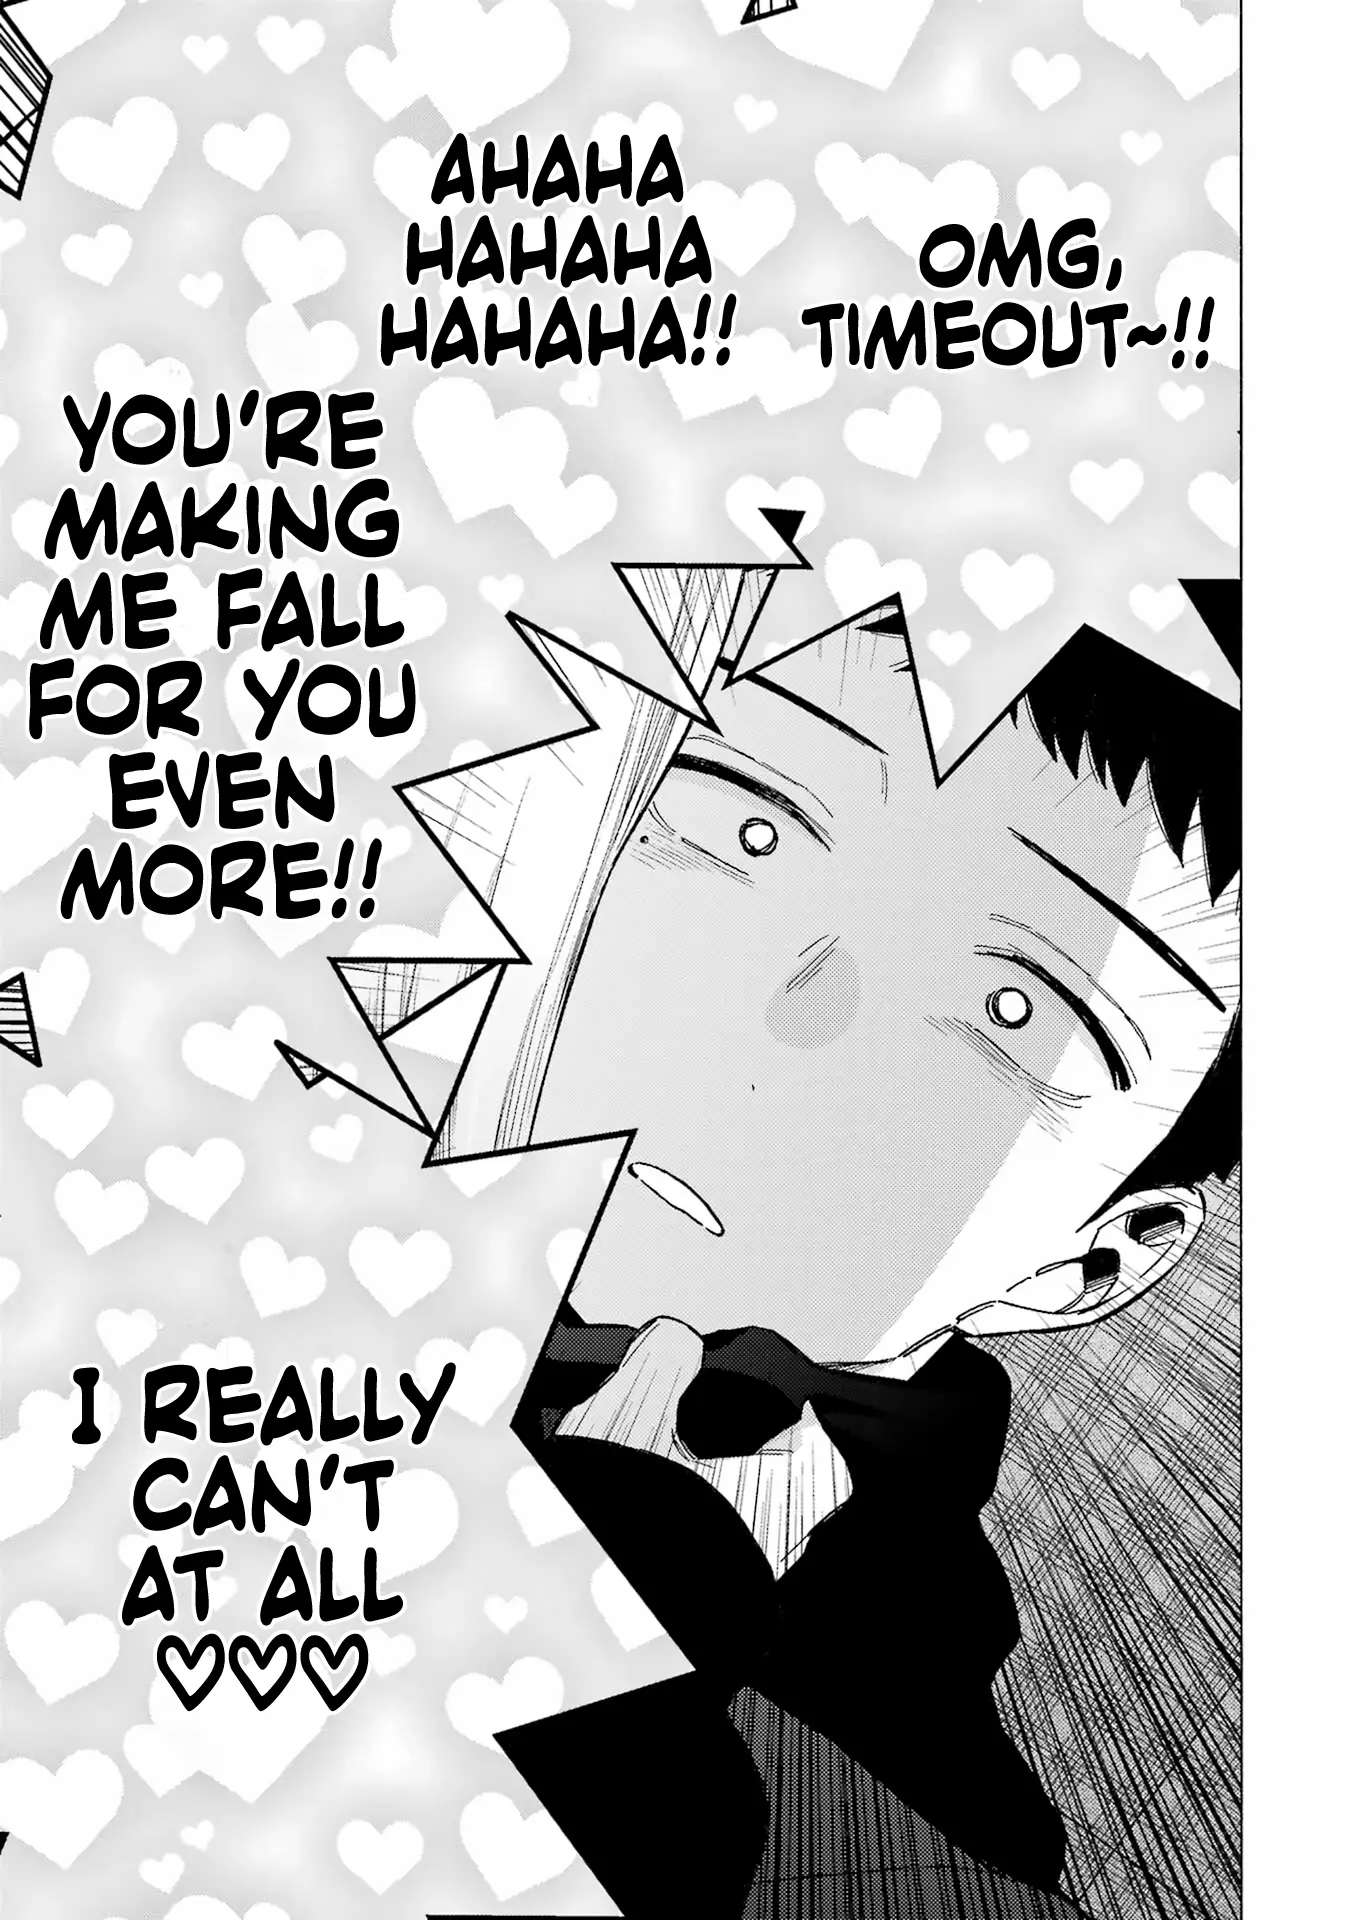 OMG,
TIMEOUT~!!
AHAHA
HAHAHA
HAHAHA!!
YOU'RE
MAKING
ME FALL
FOR YOU
EVEN
MORE!!
I REALLY
CAN'T
AT ALL
♡♡♡